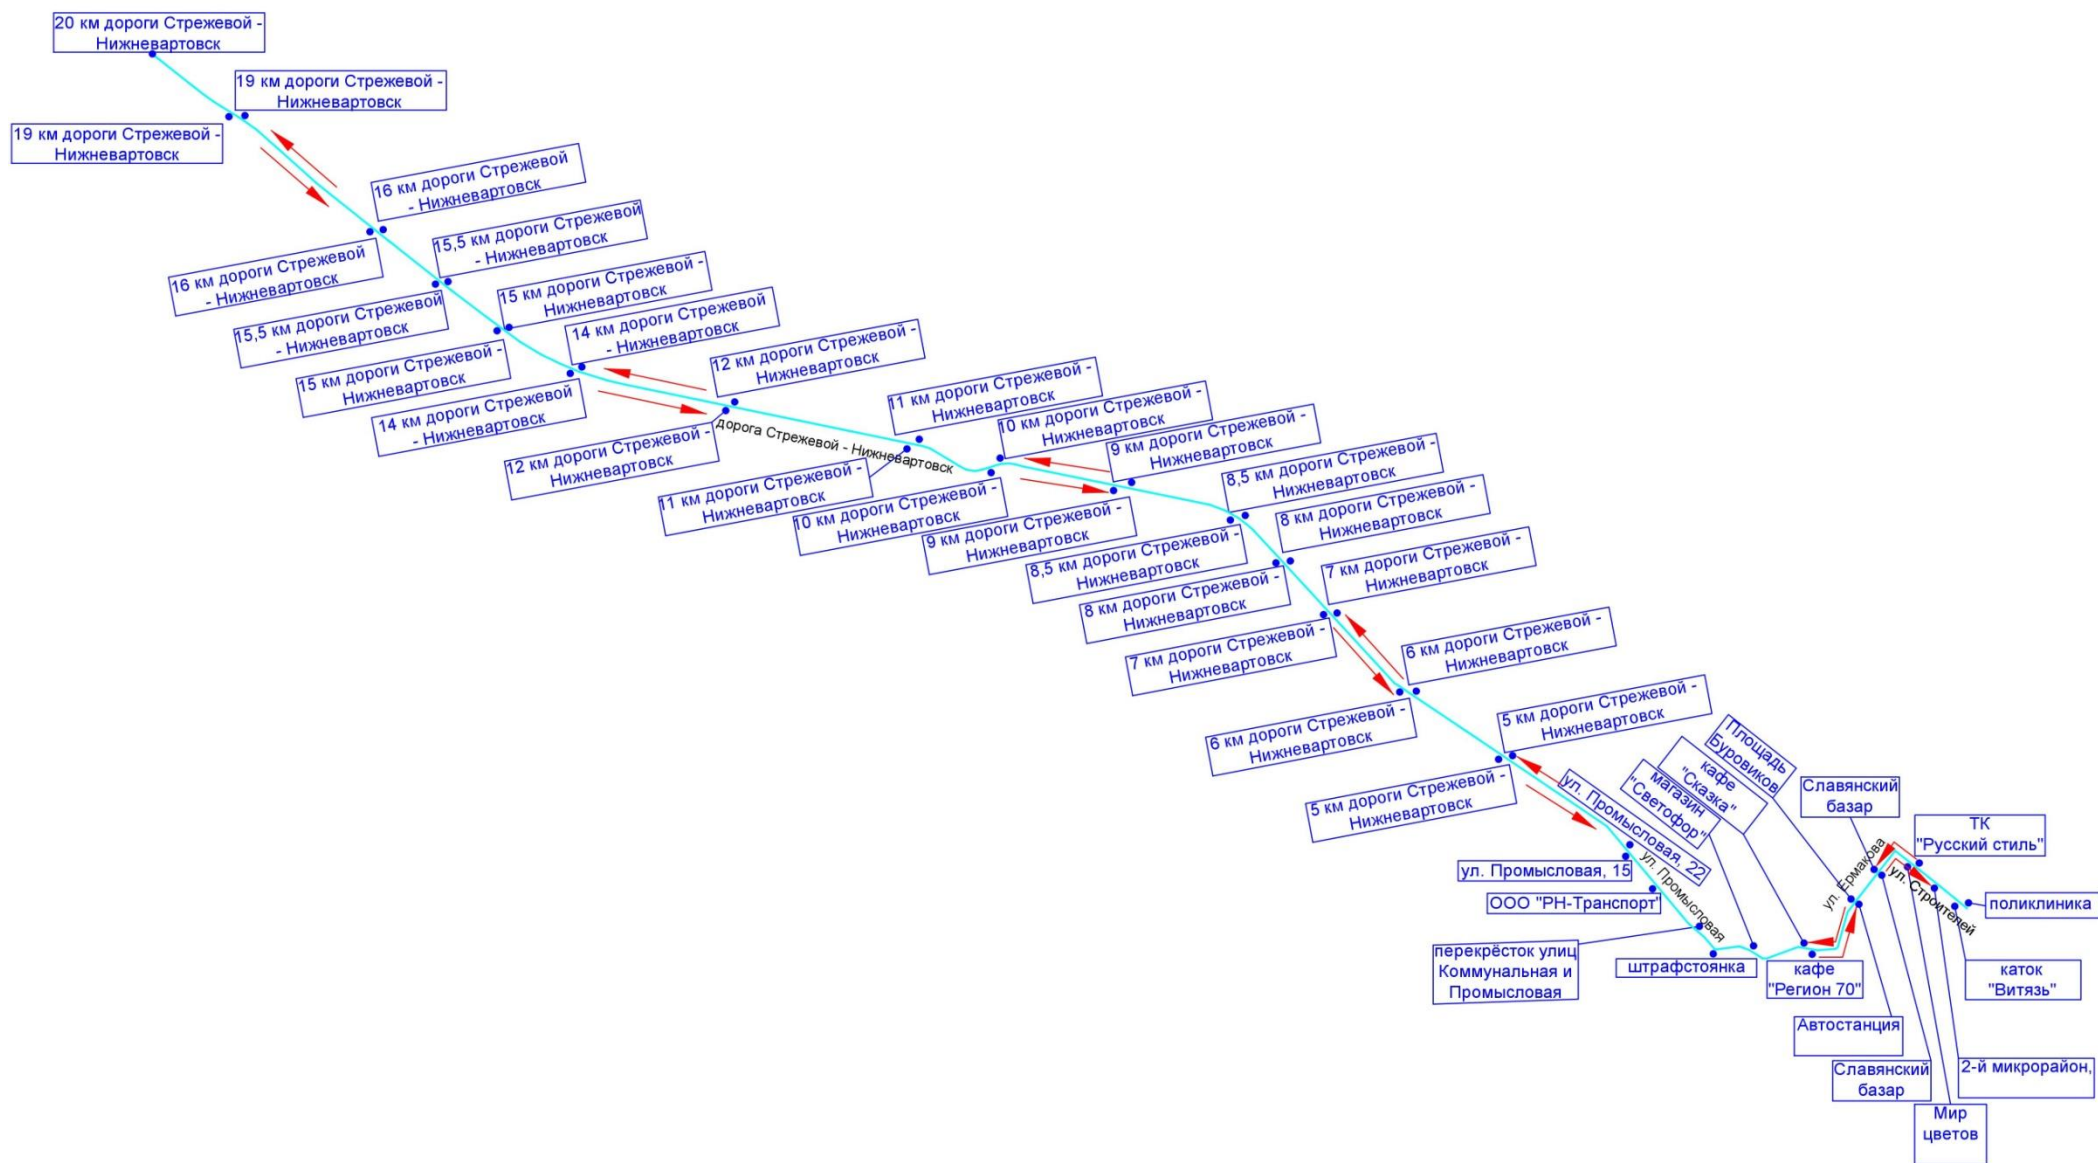 20 км дороги Стрежевой -
Нижневартовск
19 км дороги Стрежевой -
Нижневартовск
19 км дороги Стрежевой -
Нижневартовск
16 км дороги Стрежевой
- Нижневартовск
16 км дороги Стрежевой
- Нижневартовск
15,5 км дороги Стрежевой
- Нижневартовск
15,5 км дороги Стрежевой
- Нижневартовск
15 км дороги Стрежевой -
Нижневартовск
15 км дороги Стрежевой -
Нижневартовск
14 км дороги Стрежевой
- Нижневартовск
14 км дороги Стрежевой
- Нижневартовск
12 км дороги Стрежевой -
Нижневартовск
12 км дороги Стрежевой -
Нижневартовск
дорога Стрежевой - Нижневартовск
11 км дороги Стрежевой -
Нижневартовск
11 км дорога Стрежевой -
Нижневартовск
10 км дороги Стрежевой -
Нижневартовск
10 км дороги Стрежевой -
Нижневартовск
9 км дороги Стрежевой -
Нижневартовск
9 км дороги Стрежевой -
Нижневартовск
8,5 км дороги Стрежевой -
Нижневартовск
8,5 км дороги Стрежевой -
Нижневартовск
8 км дороги Стрежевой -
Нижневартовск
8 км дороги Стрежевой -
Нижневартовск
7 км дороги Стрежевой -
Нижневартовск
7 км дороги Стрежевой -
Нижневартовск
6 км дороги Стрежевой -
Нижневартовск
6 км дороги Стрежевой -
Нижневартовск
5 км дороги Стрежевой -
Нижневартовск
5 км дороги Стрежевой -
Нижневартовск
ул. Промысловая, 22
ул. Промысловая, 15
ООО "РН-Транспорт"
ул. Промысловая
перекрёсток улиц
Коммунальная и
Промысловая
штрафстоянка
магазин
"Светофор"
кафе
"Сказка"
кафе
"Регион 70"
Площадь
Буровиков
ул. Ермакова
Славянский
базар
ТК
"Русский стиль"
ул. Строителей
поликлиника
каток
"Витязь"
Автостанция
Славянский
базар
2-й микрорайон,
Мир
цветов